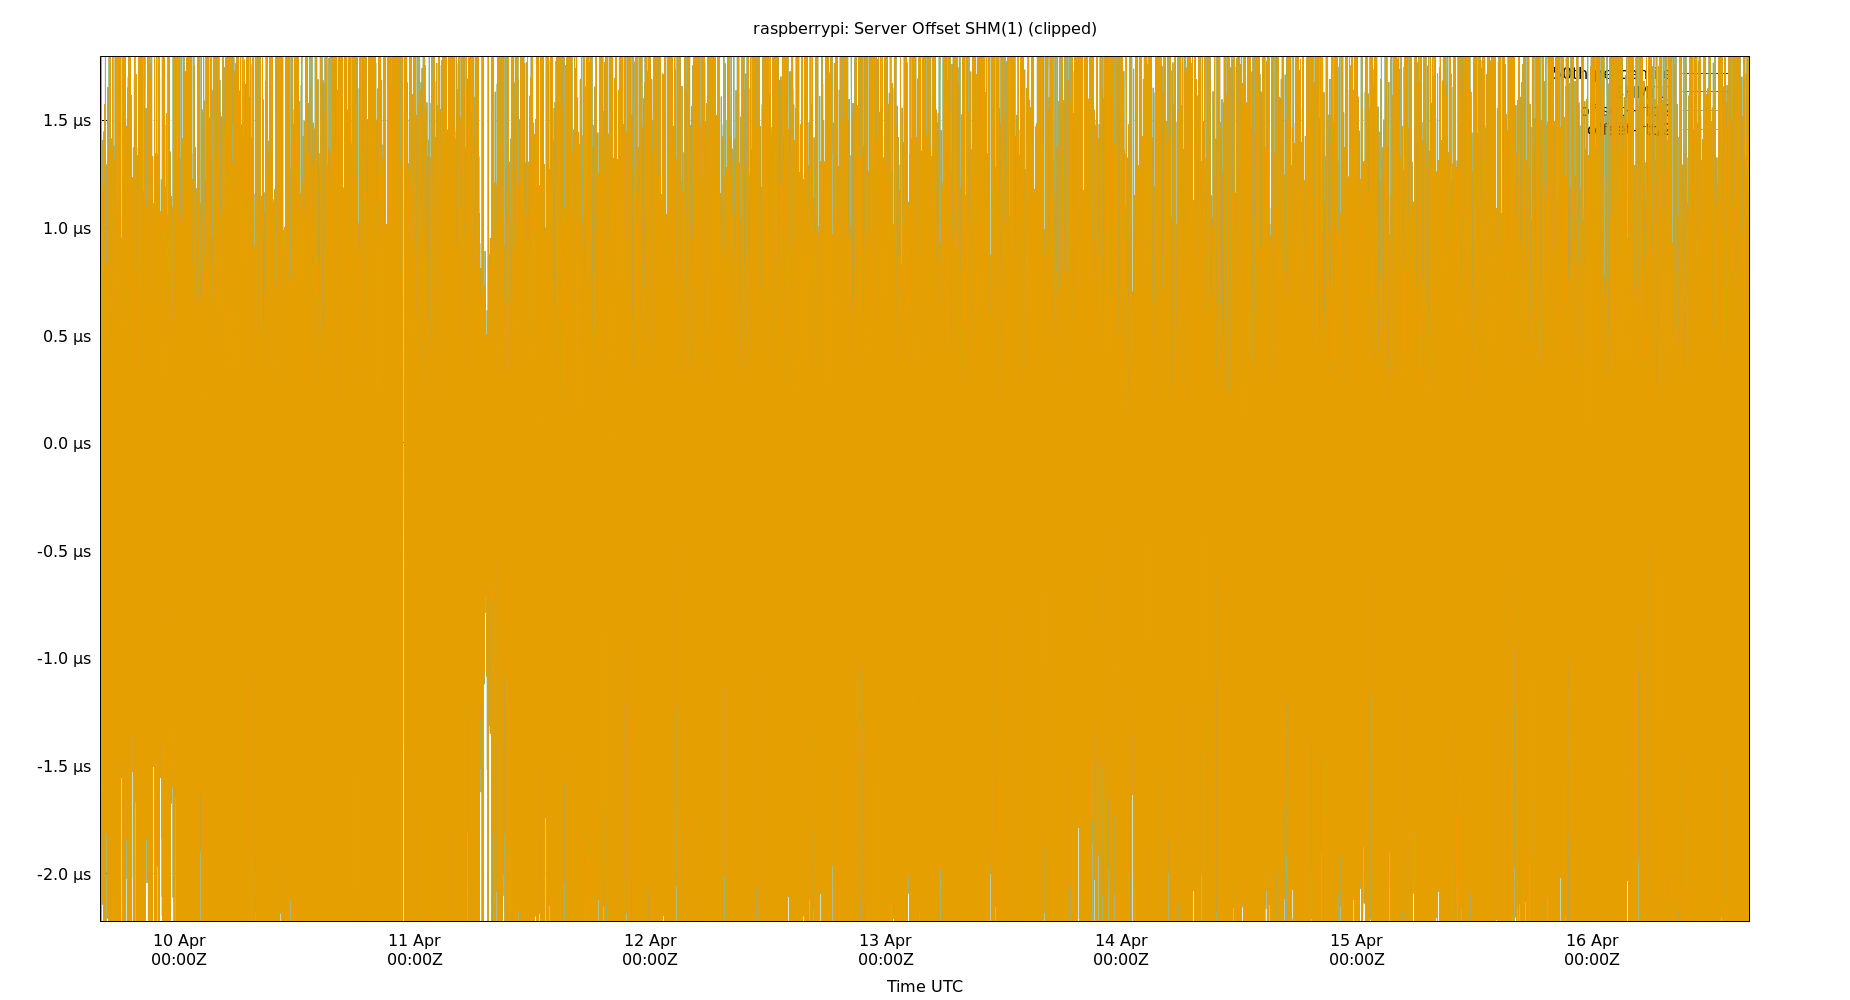 raspberrypi: Server Offset SHM(1) (clipped)
1.5 µs
1.0 µs
0.5 µs
0.0 µs
-0.5 µs
-1.0 µs
-1.5 µs
-2.0 µs
10 Apr 11 Apr 12 Apr 13 Apr 14 Apr 15 Apr 16 Apr
00:00Z 00:00Z 00:00Z 00:00Z 00:00Z 00:00Z 00:00Z
Time UTC